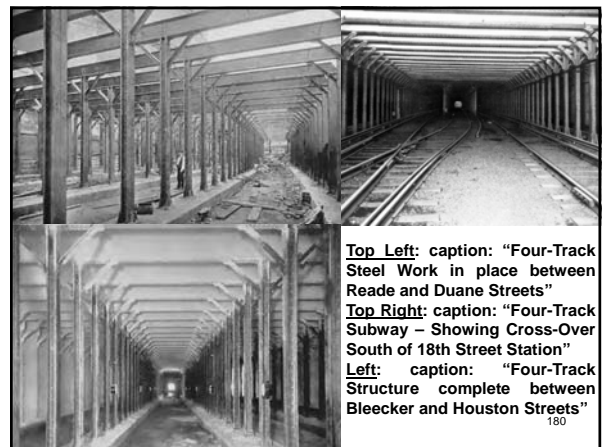 Top Left: caption: “Four-Track
Steel Work in place between
Reade and Duane Streets”
Top Right: caption: “Four-Track
Subway – Showing Cross-Over
South of 18th Street Station”
Left: caption: “Four-Track
Structure complete between
Bleecker and Houston Streets”
180